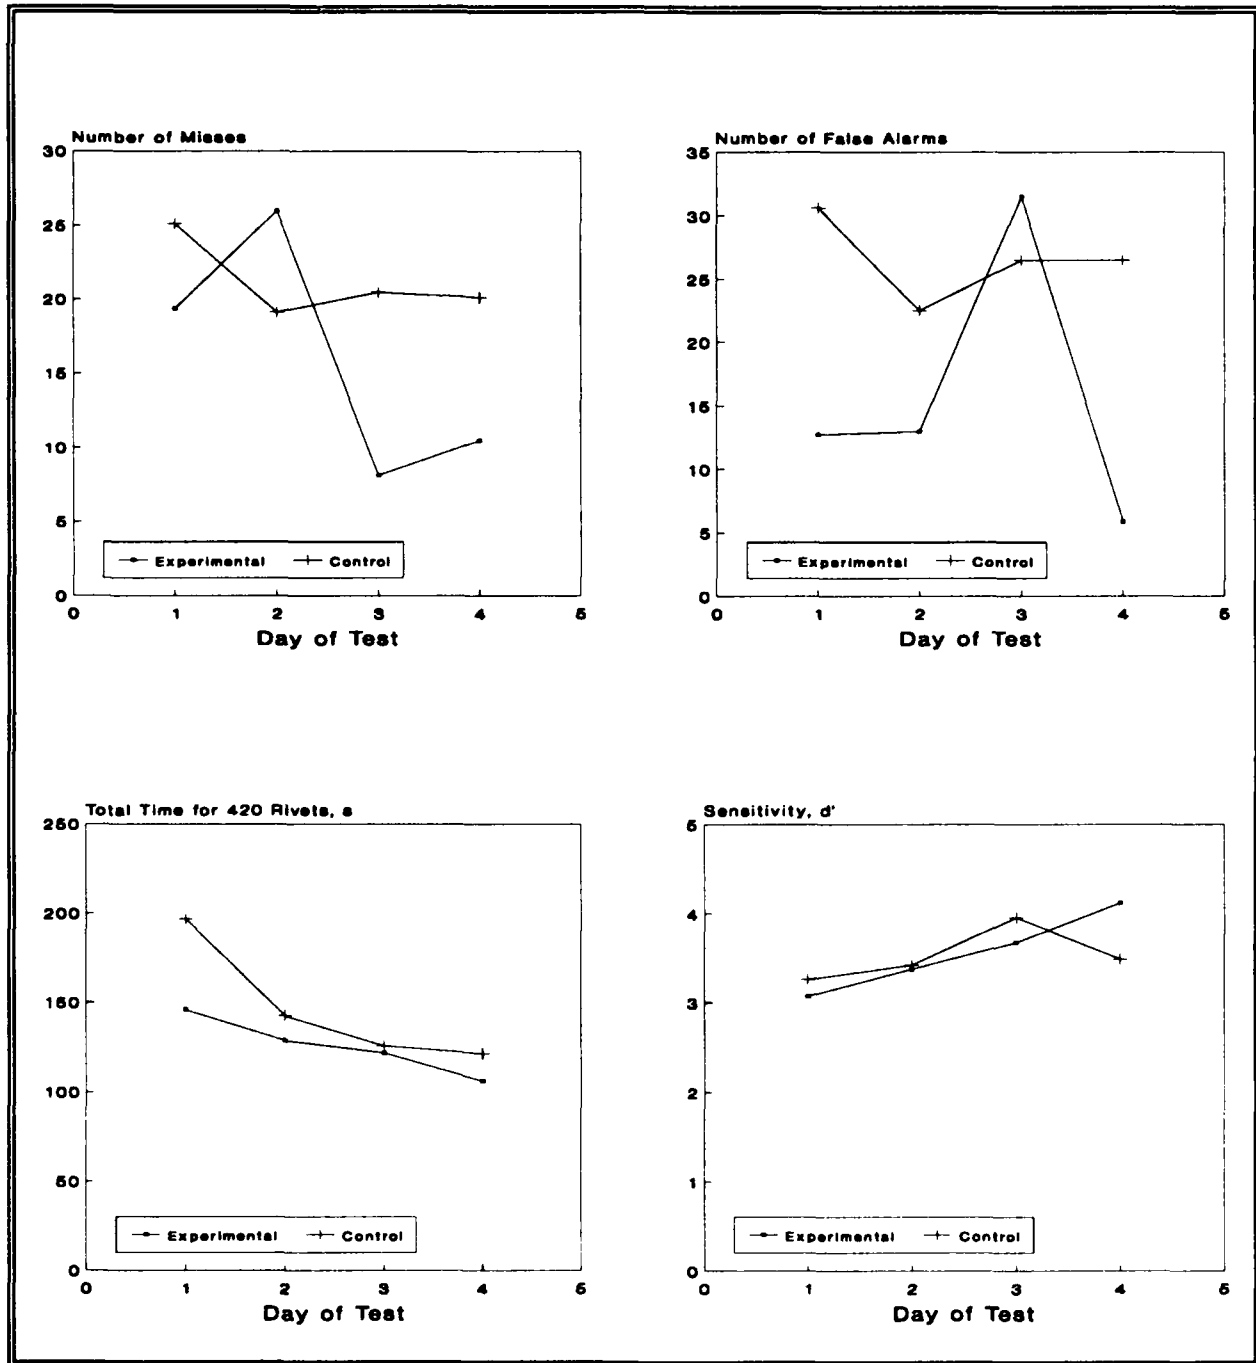 Number of Misses
30
25
20
15
10
5
0
Experimental Control
0 1 2 3 4 5
Day of Test
Number of False Alarms
35
30
25
20
15
10
5
0
Experimental Control
0 1 2 3 4 5
Day of Test
Total Time for 420 Rivets, s
250
200
150
100
50
0
Experimental Control
0 1 2 3 4 5
Day of Test
Sensitivity, d'
5
4
3
2
1
0
Experimental Control
0 1 2 3 4 5
Day of Test